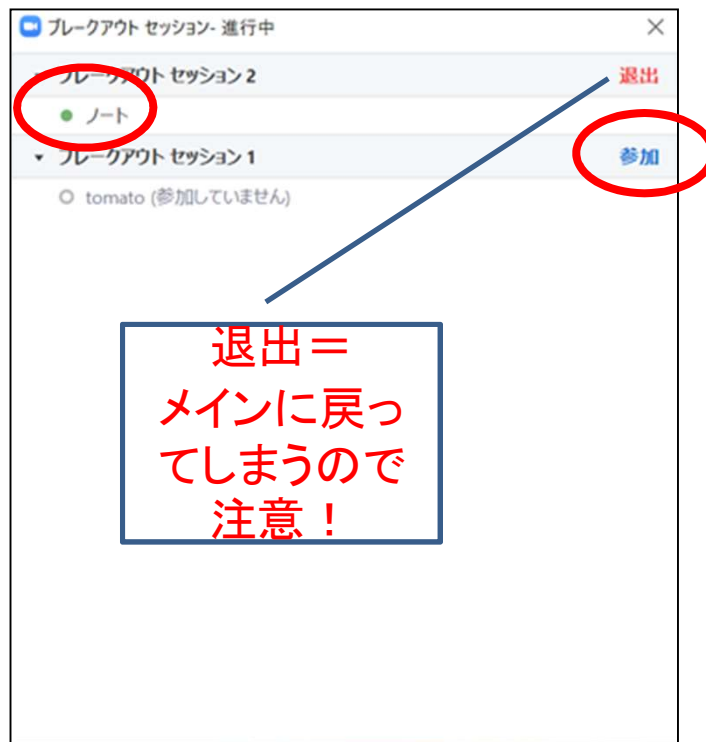 ブレークアウト セッション- 進行中
ブレークアウト セッション 2 退出
ノート
ブレークアウト セッション 1 参加
tomato (参加していません)
退出＝
メインに戻っ
てしまうので
注意！